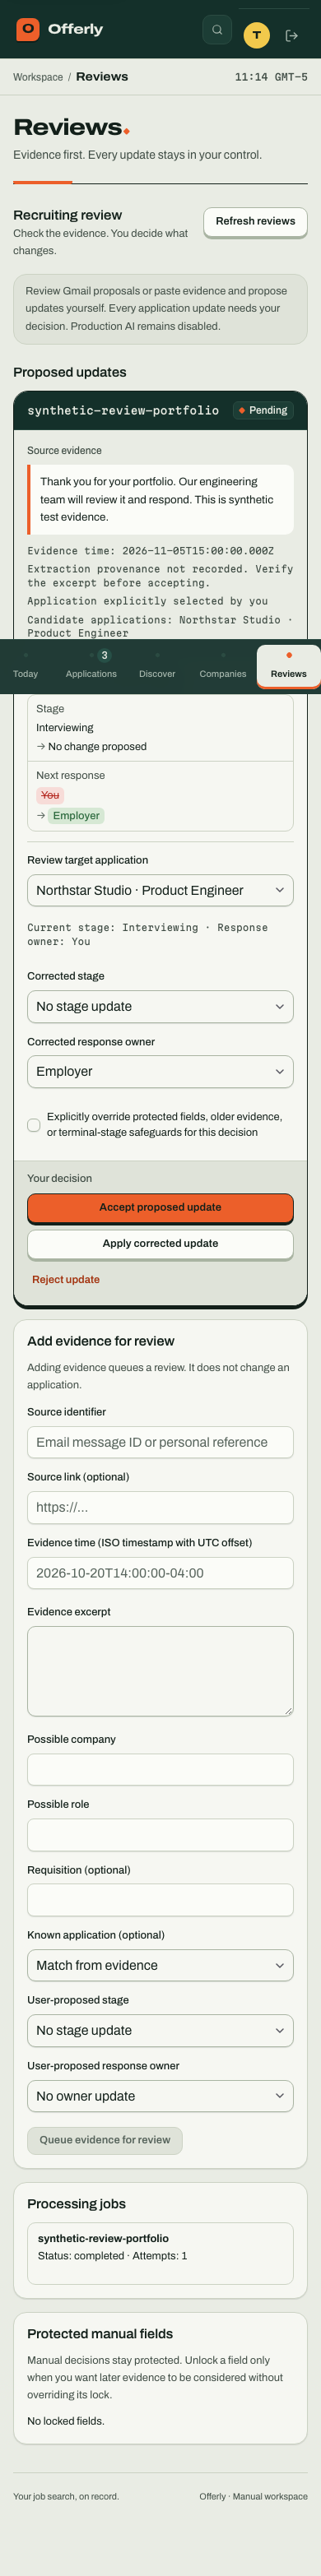 Offerly
T
Workspace / Reviews
11:14 GMT-5
Reviews.
Evidence first. Every update stays in your control.
Recruiting review
Check the evidence. You decide what
changes.
Refresh reviews
Review Gmail proposals or paste evidence and propose
updates yourself. Every application update needs your
decision. Production AI remains disabled.
Proposed updates
synthetic-review-portfolio
Pending
Source evidence
Thank you for your portfolio. Our engineering
team will review it and respond. This is synthetic
test evidence.
Evidence time: 2026-11-05T15:00:00.000Z
Extraction provenance not recorded. Verify
the excerpt before accepting.
Application explicitly selected by you
Candidate applications: Northstar Studio ·
Product Engineer
3
Today
Applications
Discover
Companies
Reviews
Stage
Interviewing
→ No change proposed
Next response
You
→ Employer
Review target application
Northstar Studio · Product Engineer
Current stage: Interviewing · Response
owner: You
Corrected stage
No stage update
Corrected response owner
Employer
Explicitly override protected fields, older evidence,
or terminal-stage safeguards for this decision
Your decision
Accept proposed update
Apply corrected update
Reject update
Add evidence for review
Adding evidence queues a review. It does not change an
application.
Source identifier
Email message ID or personal reference
Source link (optional)
https://...
Evidence time (ISO timestamp with UTC offset)
2026-10-20T14:00:00-04:00
Evidence excerpt
Possible company
Possible role
Requisition (optional)
Known application (optional)
Match from evidence
User-proposed stage
No stage update
User-proposed response owner
No owner update
Queue evidence for review
Processing jobs
synthetic-review-portfolio
Status: completed · Attempts: 1
Protected manual fields
Manual decisions stay protected. Unlock a field only
when you want later evidence to be considered without
overriding its lock.
No locked fields.
Your job search, on record.
Offerly · Manual workspace